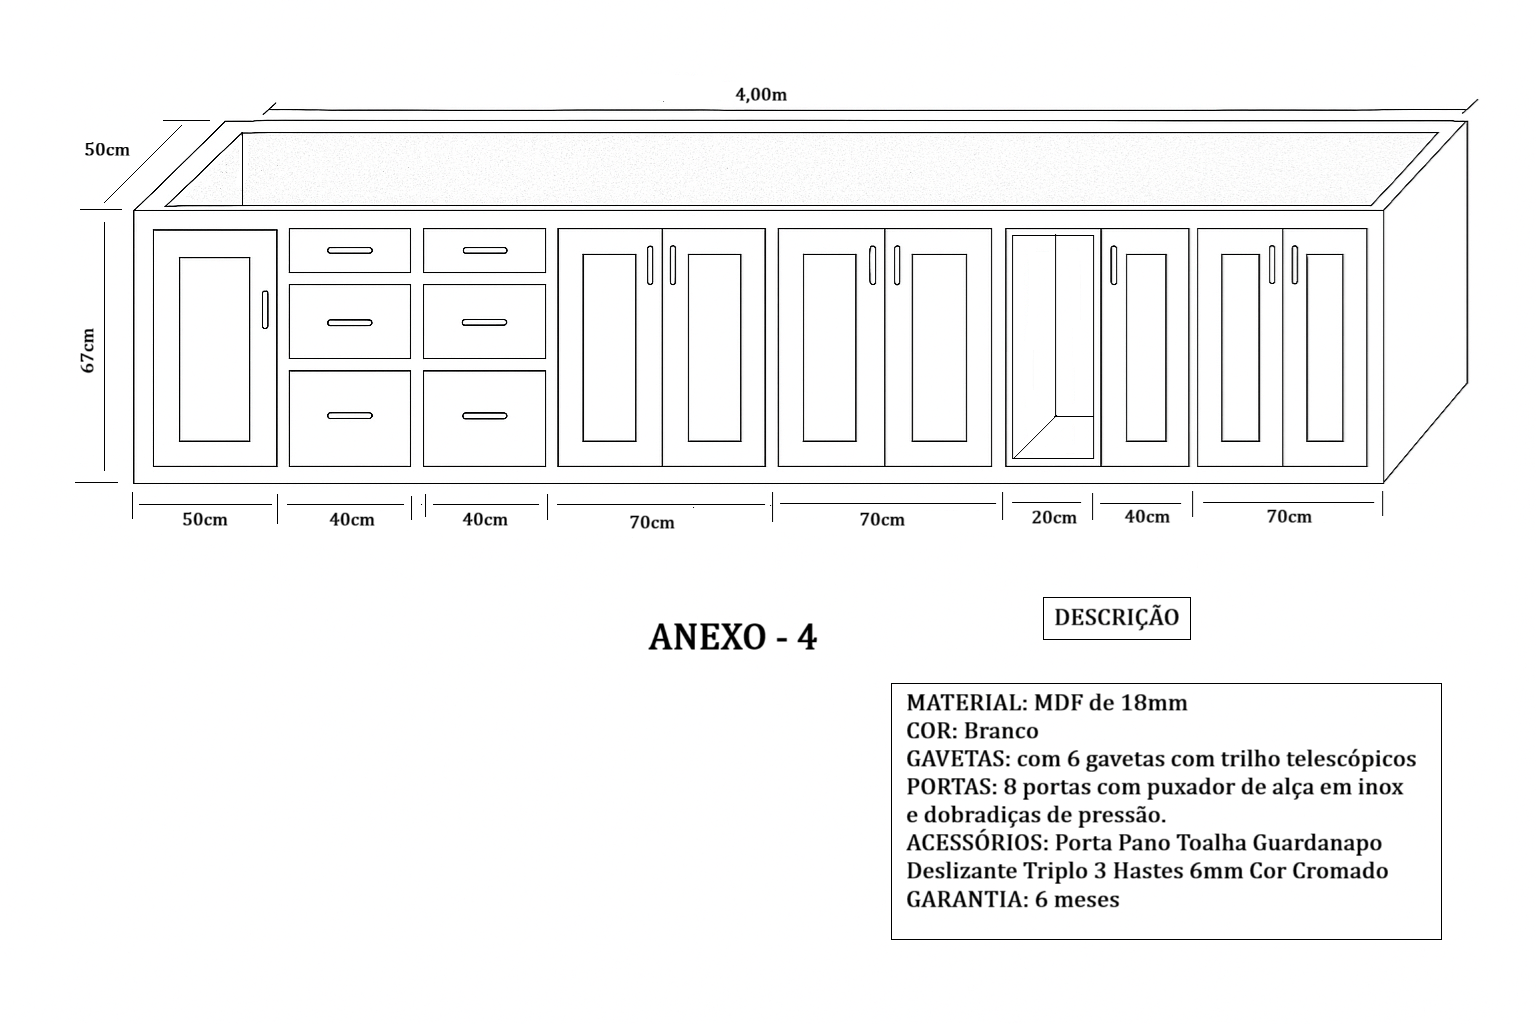 4,00m
50cm
67cm
50cm
40cm
40cm
70cm
70cm
20cm
40cm
70cm
ANEXO - 4
DESCRIÇÃO
MATERIAL: MDF de 18mm
COR: Branco
GAVETAS: com 6 gavetas com trilho telescópicos
PORTAS: 8 portas com puxador de alça em inox
e dobradiças de pressão.
ACESSÓRIOS: Porta Pano Toalha Guardanapo
Deslizante Triplo 3 Hastes 6mm Cor Cromado
GARANTIA: 6 meses